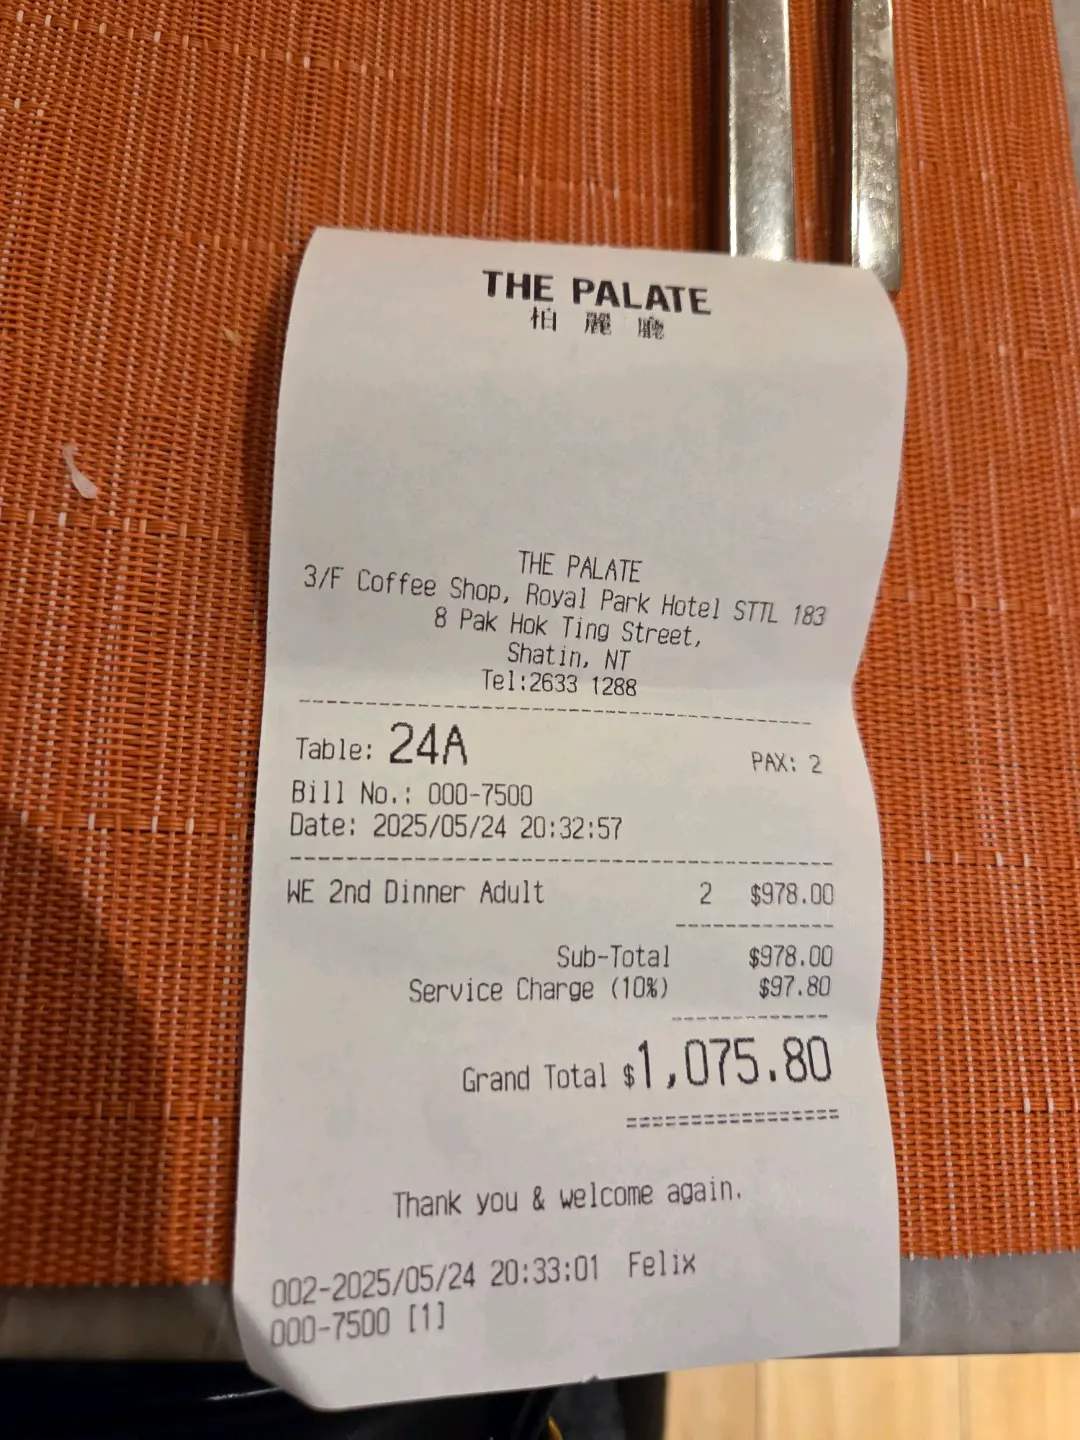 THE PALATE
柏麗廳
THE PALATE
3/F Coffee Shop, Royal Park Hotel STTL 183
8 Pak Hok Ting Street,
Shatin, NT
Tel:2633 1288
Table: 24A PAX: 2
Bill No.: 000-7500
Date: 2025/05/24 20:32:57
WE 2nd Dinner Adult 2 $978.00
Sub-Total $978.00
Service Charge (10%) $97.80
Grand Total $1,075.80
Thank you & welcome again.
002-2025/05/24 20:33:01 Felix
000-7500 [1]